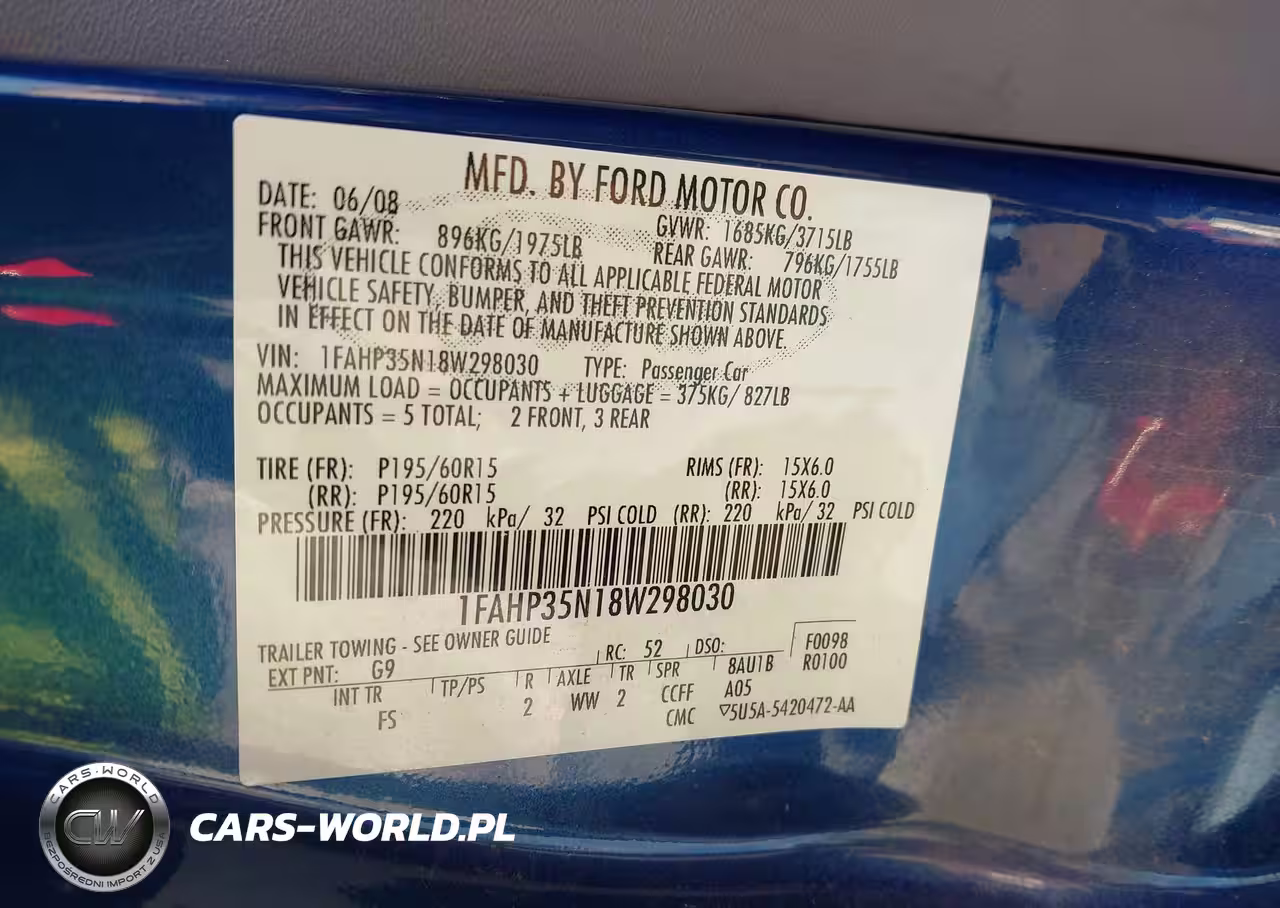 MFD. BY FORD MOTOR CO.
DATE: 06/08
GVWR: 1685KG/3715LB
FRONT GAWR: 896KG/1975LB
REAR GAWR: 796KG/1755LB
THIS VEHICLE CONFORMS TO ALL APPLICABLE FEDERAL MOTOR
VEHICLE SAFETY, BUMPER, AND THEFT PREVENTION STANDARDS
IN EFFECT ON THE DATE OF MANUFACTURE SHOWN ABOVE.
VIN: 1FAHP35N18W298030 TYPE: Passenger Car
MAXIMUM LOAD = OCCUPANTS + LUGGAGE = 375KG/ 827LB
OCCUPANTS = 5 TOTAL; 2 FRONT, 3 REAR
TIRE (FR): P195/60R15 RIMS (FR): 15X6.0
(RR): P195/60R15 (RR): 15X6.0
PRESSURE (FR): 220 kPa/ 32 PSI COLD (RR): 220 kPa/ 32 PSI COLD
1FAHP35N18W298030
TRAILER TOWING - SEE OWNER GUIDE
EXT PNT: G9 RC: 52 DSO: F0098
INT TR TP/PS R AXLE TR SPR 8AU1B R0100
FS 2 WW 2 CCFF A05
CMC ▽5U5A-5420472-AA
CARS-WORLD
CW
BEZPOŚREDNI IMPORT Z USA
CARS-WORLD.PL